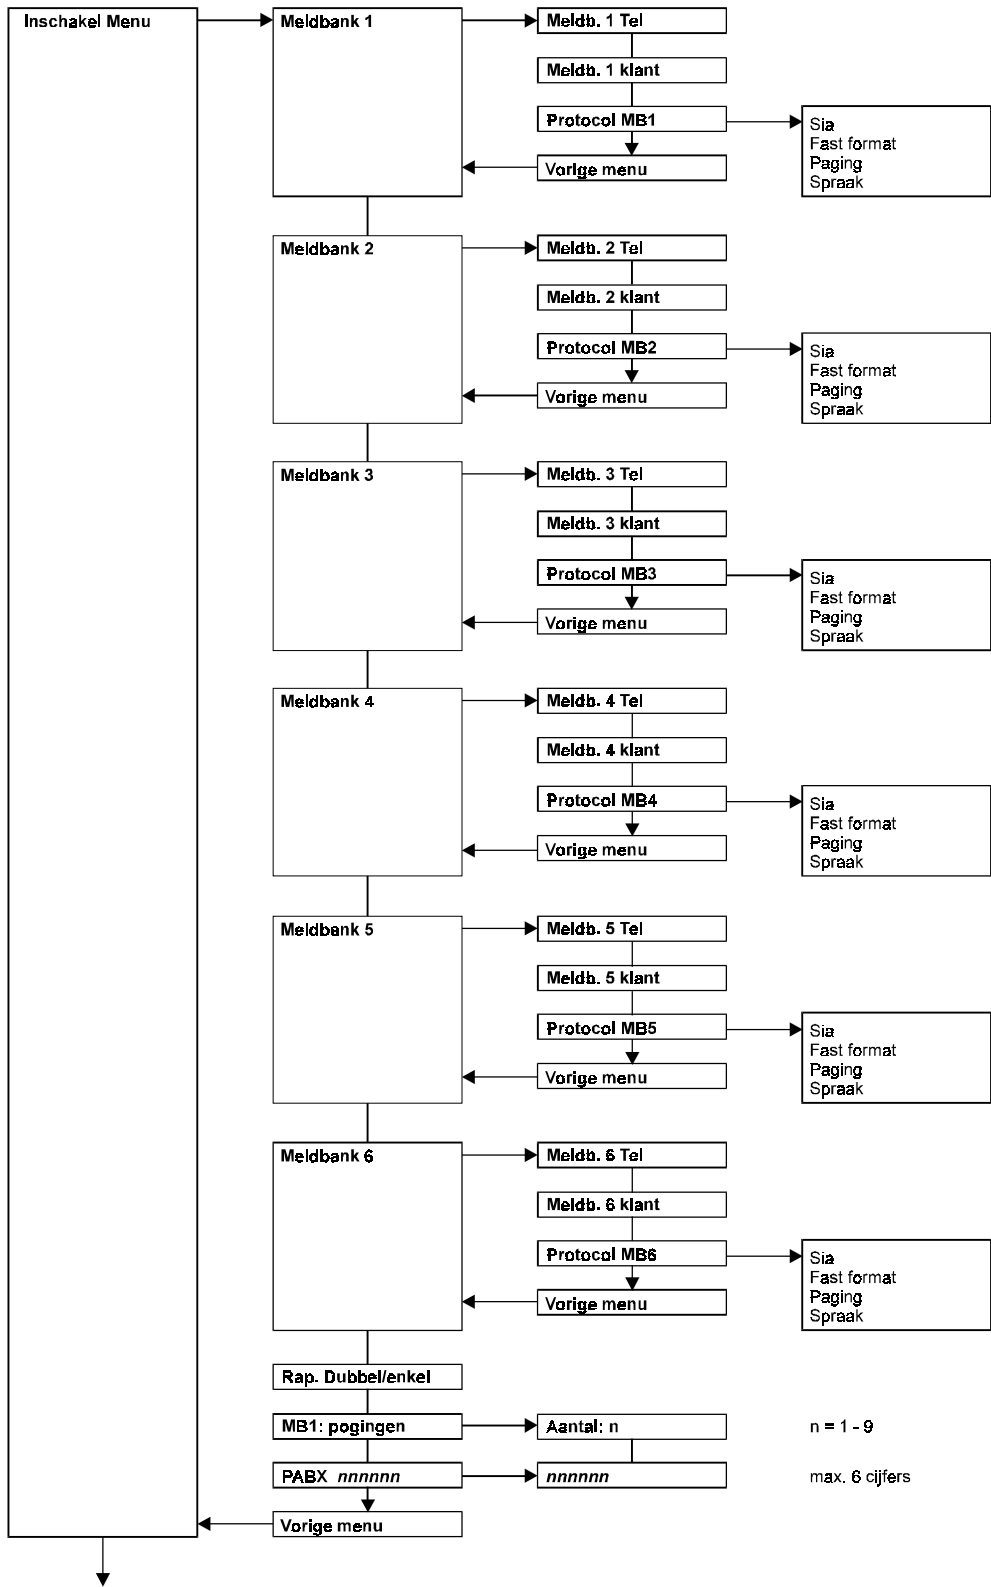 Inschakel Menu
Meldbank 1
Meldb. 1 Tel
Meldb. 1 klant
Protocol MB1
Sia
Fast format
Paging
Spraak
Vorige menu
Meldbank 2
Meldb. 2 Tel
Meldb. 2 klant
Protocol MB2
Sia
Fast format
Paging
Spraak
Vorige menu
Meldbank 3
Meldb. 3 Tel
Meldb. 3 klant
Protocol MB3
Sia
Fast format
Paging
Spraak
Vorige menu
Meldbank 4
Meldb. 4 Tel
Meldb. 4 klant
Protocol MB4
Sia
Fast format
Paging
Spraak
Vorige menu
Meldbank 5
Meldb. 5 Tel
Meldb. 5 klant
Protocol MB5
Sia
Fast format
Paging
Spraak
Vorige menu
Meldbank 6
Meldb. 6 Tel
Meldb. 6 klant
Protocol MB6
Sia
Fast format
Paging
Spraak
Vorige menu
Rap. Dubbel/enkel
MB1: pogingen
Aantal: n
n = 1 - 9
PABX nnnnnn
nnnnnn
max. 6 cijfers
Vorige menu